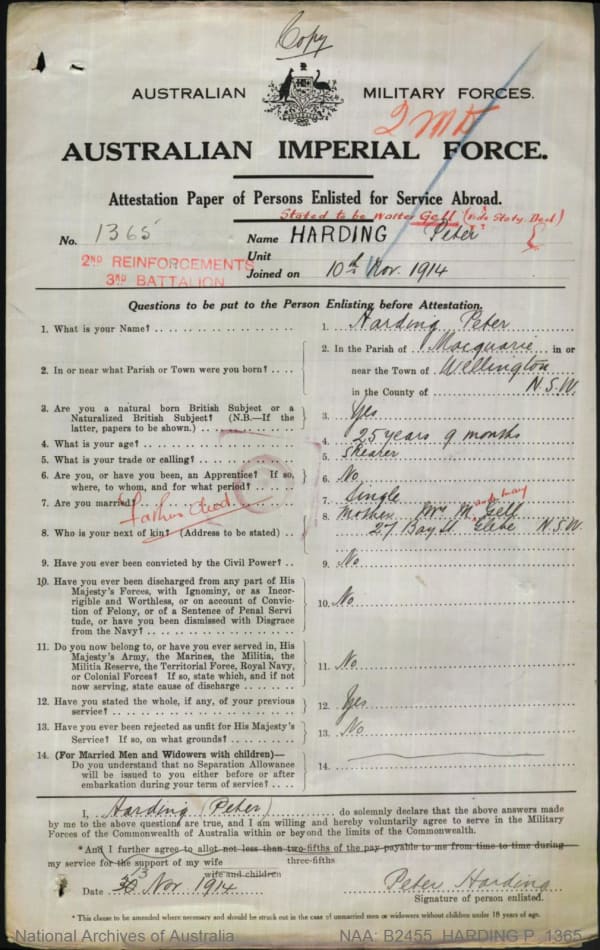 Copy
AUSTRALIAN MILITARY FORCES.
2 MD
AUSTRALIAN IMPERIAL FORCE.
Attestation Paper of Persons Enlisted for Service Abroad.
Stated to be Walter Gell (vide Staty Decl)
No. 1365 Name HARDING Peter
Unit
2ND REINFORCEMENTS
3RD BATTALION
Joined on 10th Nov. 1914
Questions to be put to the Person Enlisting before Attestation.
1. What is your Name? 1. Harding Peter
2. In or near what Parish or Town were you born? 2. In the Parish of Macquarie in or
near the Town of Wellington
in the County of N.S.W.
3. Are you a natural born British Subject or a
Naturalized British Subject? (N.B.—If the
latter, papers to be shown.) 3. Yes
4. What is your age? 4. 25 years 9 months
5. What is your trade or calling? 5. Shearer
6. Are you, or have you been, an Apprentice? If so,
where, to whom, and for what period? 6. No
7. Are you married? 7. Single
Father Died
8. Who is your next of kin? (Address to be stated) 8. Mother Mrs M. Gell
27 Bay St. Glebe N.S.W.
9. Have you ever been convicted by the Civil Power? 9. No
10. Have you ever been discharged from any part of His
Majesty's Forces, with Ignominy, or as Incor-
rigible and Worthless, or on account of Convic-
tion of Felony, or of a Sentence of Penal Servi
tude, or have you been Dismissed with Disgrace
from the Navy? 10. No
11. Do you now belong to, or have you ever served in, His
Majesty's Army, the Marines, the Militia, the
Militia Reserve, the Territorial Force, Royal Navy,
or Colonial Forces? If so, state which, and if not
now serving, state cause of discharge 11. No
12. Have you stated the whole, if any, of your previous
service? 12. Yes
13. Have you ever been rejected as unfit for His Majesty's
Service? If so, on what grounds? 13. No
14. (For Married Men and Widowers with children)—
Do you understand that no Separation Allowance
will be issued to you either before or after
embarkation during your term of service? 14.
I, Harding (Peter) do solemnly declare that the above answers made
by me to the above questions are true, and I am willing and hereby voluntarily agree to serve in the Military
Forces of the Commonwealth of Australia within or beyond the limits of the Commonwealth.
*And I further agree to allot not less than two-fifths of the pay payable to me from time to time during
three-fifths
my service for the support of my wife
wife and children
Date 13 Nov. 1914 Peter Harding
Signature of person enlisted.
*This clause to be amended where necessary and should be struck out in the case of unmarried men or widowers without children under 18 years of age.
National Archives of Australia NAA: B2455, HARDING P 1365